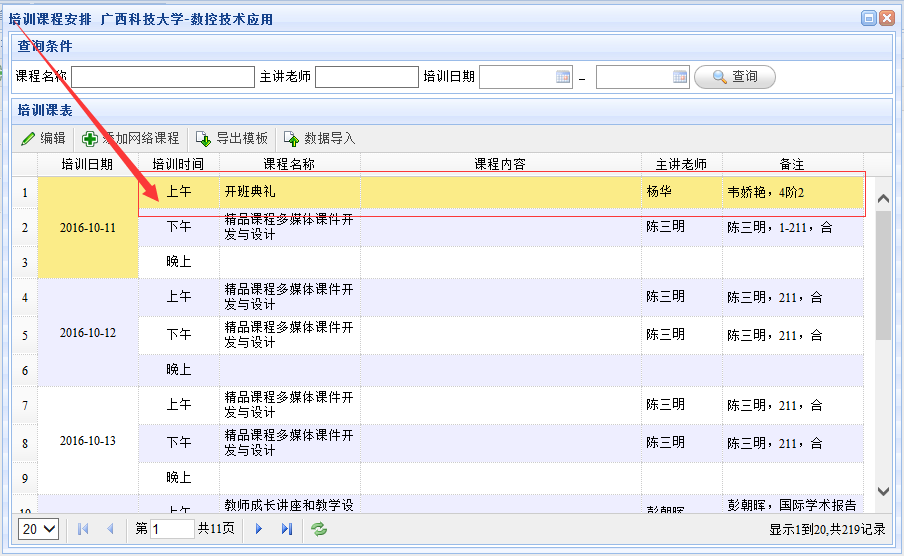 培训课程安排 广西科技大学-数控技术应用
查询条件
课程名称 主讲老师 培训日期 – 查询
培训课表
编辑 添加网络课程 导出模板 数据导入
培训日期 培训时间 课程名称 课程内容 主讲老师 备注
1 上午 开班典礼 杨华 韦娇艳，4阶2
2016-10-11
2 下午 精品课程多媒体课件开发与设计 陈三明 陈三明，1-211，合
3 晚上
4 上午 精品课程多媒体课件开发与设计 陈三明 陈三明，211，合
2016-10-12
5 下午 精品课程多媒体课件开发与设计 陈三明 陈三明，211，合
6 晚上
7 上午 精品课程多媒体课件开发与设计 陈三明 陈三明，211，合
2016-10-13
8 下午 精品课程多媒体课件开发与设计 陈三明 陈三明，211，合
9 晚上
10 上午 教师成长讲座和教学设 彭朝晖 彭朝晖，国际学术报告
20 第 1 共11页 显示1到20,共219记录